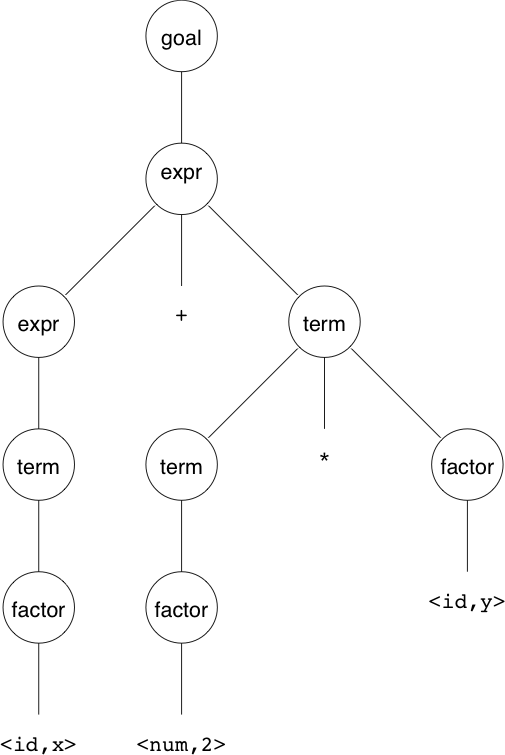 goal
expr
expr + term
term term * factor
factor factor <id,y>
<id,x> <num,2>